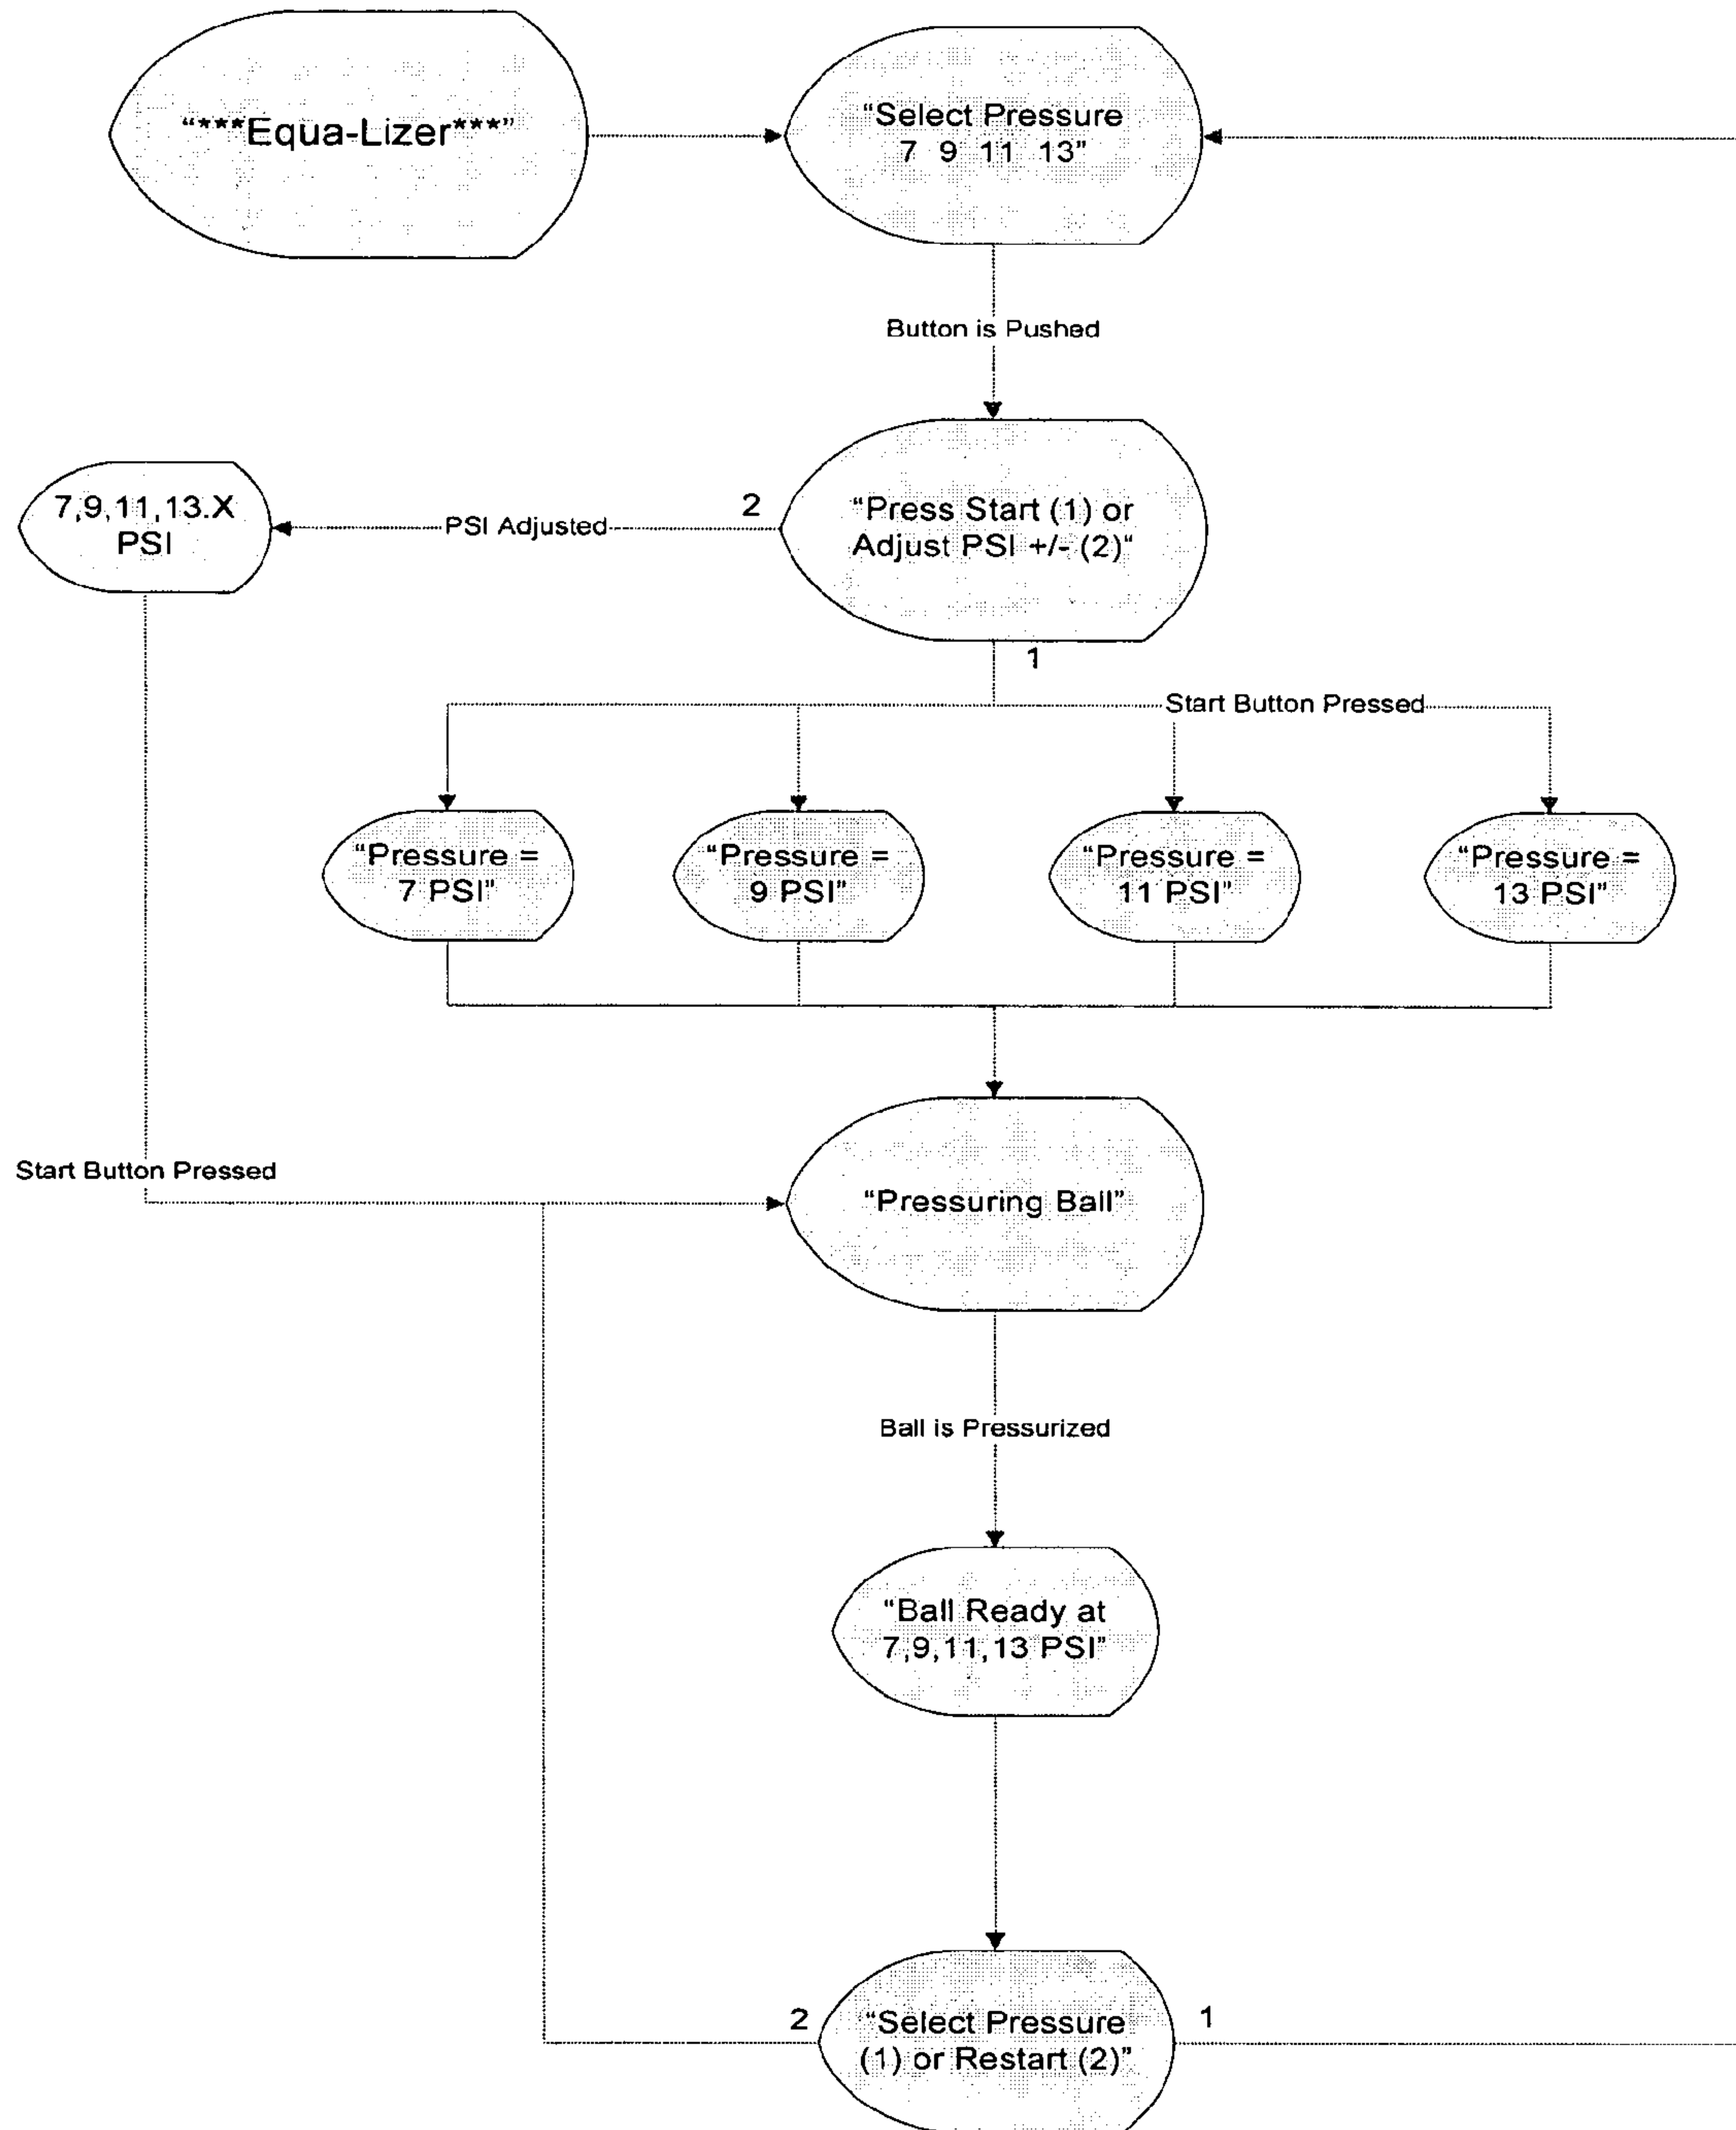 “***Equa-Lizer***”
“Select Pressure
7 9 11 13”
Button is Pushed
7,9,11,13.X
PSI
PSI Adjusted
2
“Press Start (1) or
Adjust PSI +/- (2)“
1
Start Button Pressed
“Pressure =
7 PSI”
“Pressure =
9 PSI”
“Pressure =
11 PSI”
“Pressure =
13 PSI”
Start Button Pressed
“Pressuring Ball”
Ball is Pressurized
“Ball Ready at
7,9,11,13 PSI”
2
“Select Pressure
(1) or Restart (2)”
1